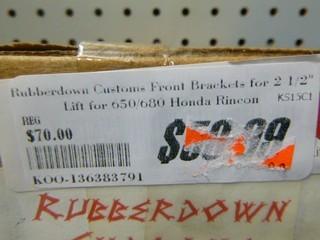 Rubberdown Customs Front Brackets for 2 1/2"
Lift for 650/680 Honda Rincon KS15C1
REG
$70.00
KOO-136383791
RUBBERDOWN